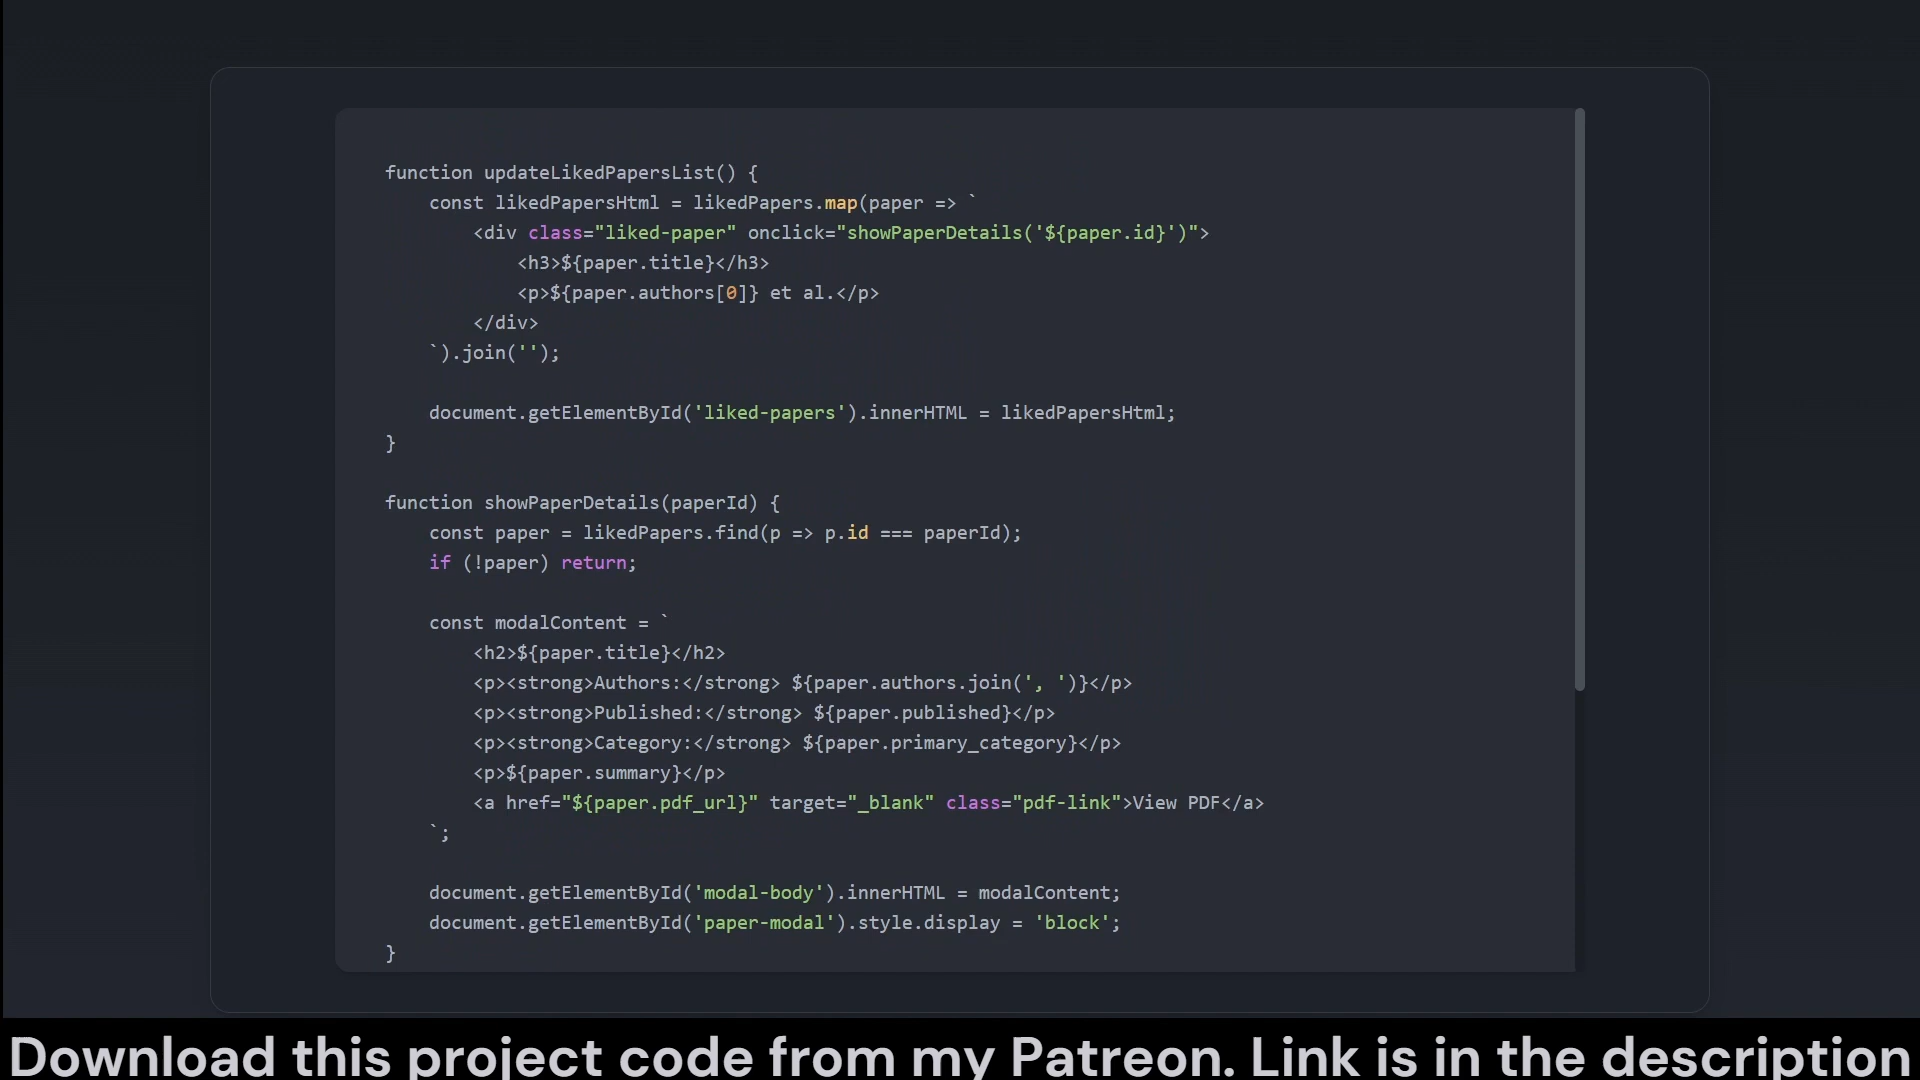 function updateLikedPapersList() {
    const likedPapersHtml = likedPapers.map(paper => `
        <div class="liked-paper" onclick="showPaperDetails('${paper.id}')">
            <h3>${paper.title}</h3>
            <p>${paper.authors[0]} et al.</p>
        </div>
    `).join('');

    document.getElementById('liked-papers').innerHTML = likedPapersHtml;
}

function showPaperDetails(paperId) {
    const paper = likedPapers.find(p => p.id === paperId);
    if (!paper) return;

    const modalContent = `
        <h2>${paper.title}</h2>
        <p><strong>Authors:</strong> ${paper.authors.join(', ')}</p>
        <p><strong>Published:</strong> ${paper.published}</p>
        <p><strong>Category:</strong> ${paper.primary_category}</p>
        <p>${paper.summary}</p>
        <a href="${paper.pdf_url}" target="_blank" class="pdf-link">View PDF</a>
    `;

    document.getElementById('modal-body').innerHTML = modalContent;
    document.getElementById('paper-modal').style.display = 'block';
}
Download this project code from my Patreon. Link is in the description